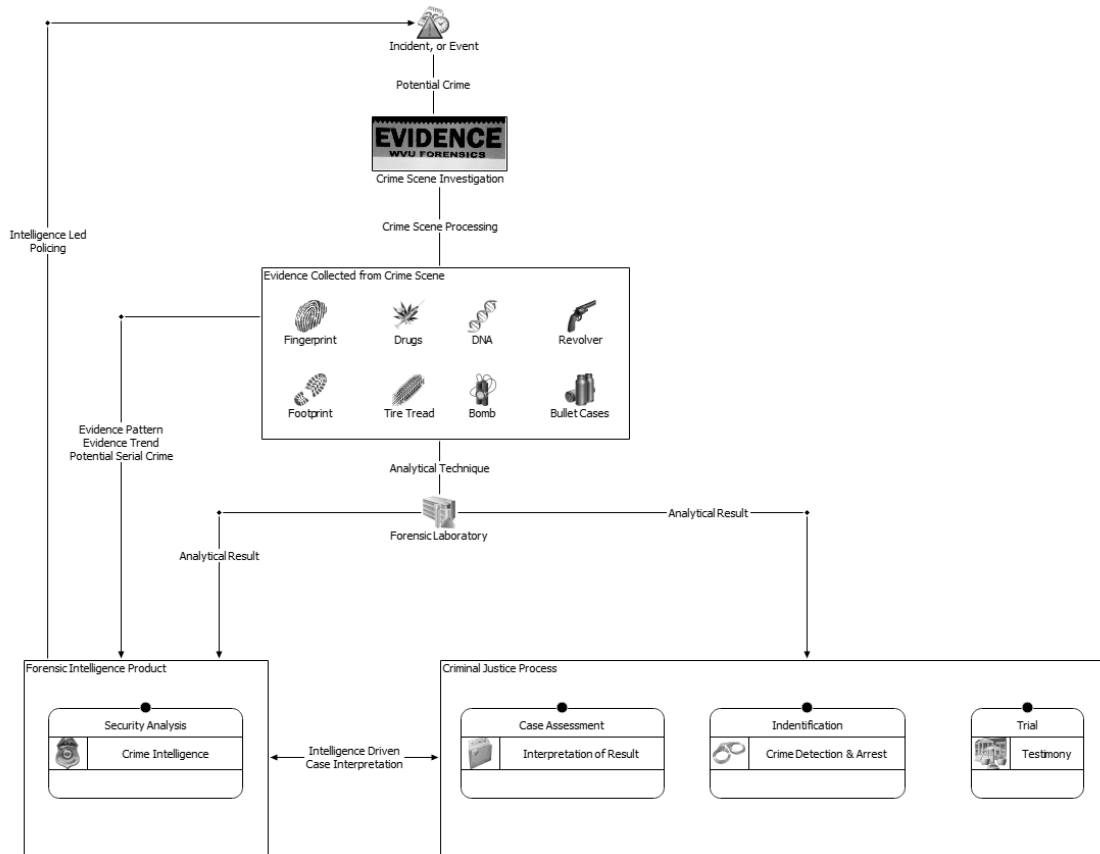 Incident, or Event
Potential Crime
EVIDENCE
WVU FORENSICS
Crime Scene Investigation
Crime Scene Processing
Intelligence Led
Policing
Evidence Collected from Crime Scene
Fingerprint
Drugs
DNA
Revolver
Footprint
Tire Tread
Bomb
Bullet Cases
Evidence Pattern
Evidence Trend
Potential Serial Crime
Analytical Technique
Forensic Laboratory
Analytical Result
Analytical Result
Forensic Intelligence Product
Security Analysis
Crime Intelligence
Intelligence Driven
Case Interpretation
Criminal Justice Process
Case Assessment
Interpretation of Result
Indentification
Crime Detection & Arrest
Trial
Testimony